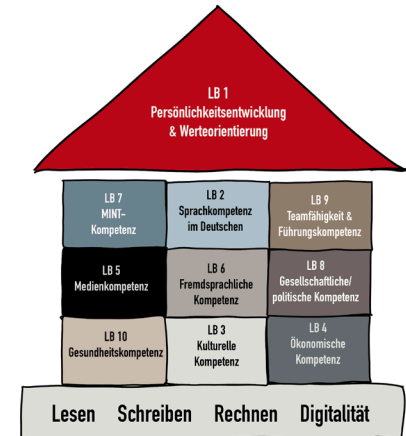 LB 1
Persönlichkeitsentwicklung
& Werteorientierung
LB 7
MINT-
Kompetenz
LB 2
Sprachkompetenz
im Deutschen
LB 9
Teamfähigkeit &
Führungskompetenz
LB 5
Medienkompetenz
LB 6
Fremdsprachliche
Kompetenz
LB 8
Gesellschaftliche/
politische Kompetenz
LB 10
Gesundheitskompetenz
LB 3
Kulturelle
Kompetenz
LB 4
Ökonomische
Kompetenz
Lesen Schreiben Rechnen Digitalität